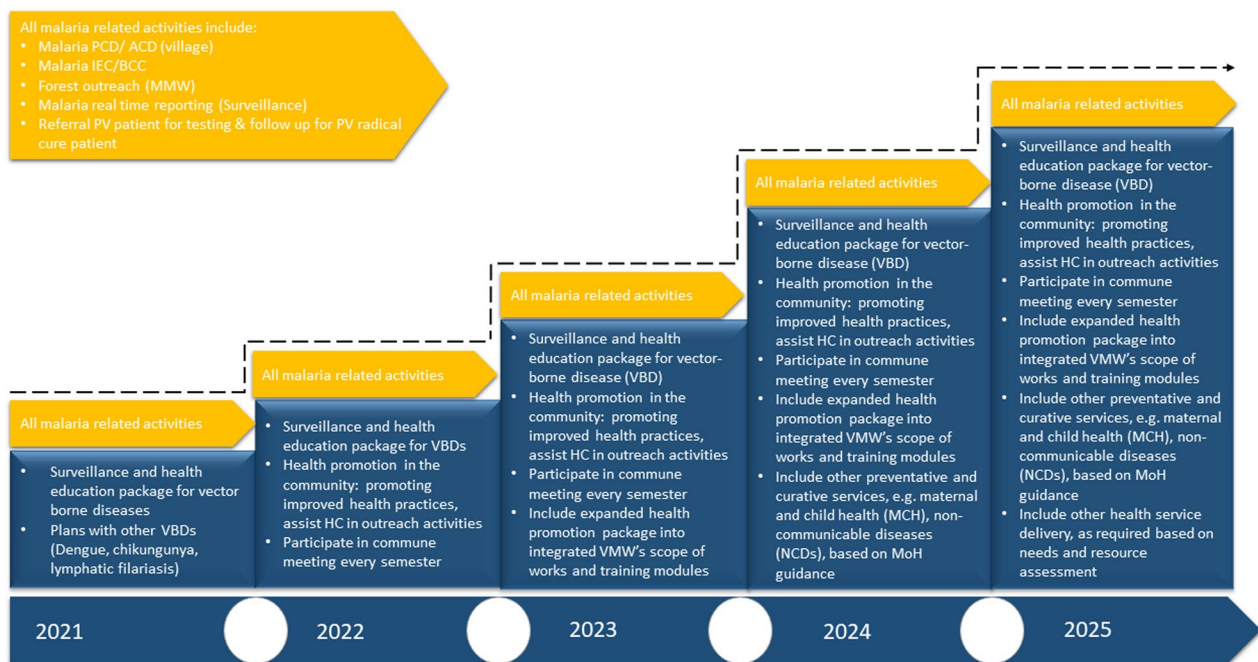 All malaria related activities include:
• Malaria PCD/ ACD (village)
• Malaria IEC/BCC
• Forest outreach (MMW)
• Malaria real time reporting (Surveillance)
• Referral PV patient for testing & follow up for PV radical
cure patient
All malaria related activities
• Surveillance and health
education package for vector
borne diseases
• Plans with other VBDs
(Dengue, chikungunya,
lymphatic filariasis)
All malaria related activities
• Surveillance and health
education package for VBDs
• Health promotion in the
community: promoting
improved health practices,
assist HC in outreach activities
• Participate in commune
meeting every semester
All malaria related activities
• Surveillance and health
education package for vector-
borne disease (VBD)
• Health promotion in the
community: promoting
improved health practices,
assist HC in outreach activities
• Participate in commune
meeting every semester
• Include expanded health
promotion package into
integrated VMW's scope of
works and training modules
All malaria related activities
• Surveillance and health
education package for vector-
borne disease (VBD)
• Health promotion in the
community: promoting
improved health practices,
assist HC in outreach activities
• Participate in commune
meeting every semester
• Include expanded health
promotion package into
integrated VMW's scope of
works and training modules
• Include other preventative and
curative services, e.g. maternal
and child health (MCH), non-
communicable diseases
(NCDs), based on MoH
guidance
All malaria related activities
• Surveillance and health
education package for vector-
borne disease (VBD)
• Health promotion in the
community: promoting
improved health practices,
assist HC in outreach activities
• Participate in commune
meeting every semester
• Include expanded health
promotion package into
integrated VMW's scope of
works and training modules
• Include other preventative and
curative services, e.g. maternal
and child health (MCH), non-
communicable diseases
(NCDs), based on MoH
guidance
• Include other health service
delivery, as required based on
needs and resource
assessment
2021
2022
2023
2024
2025